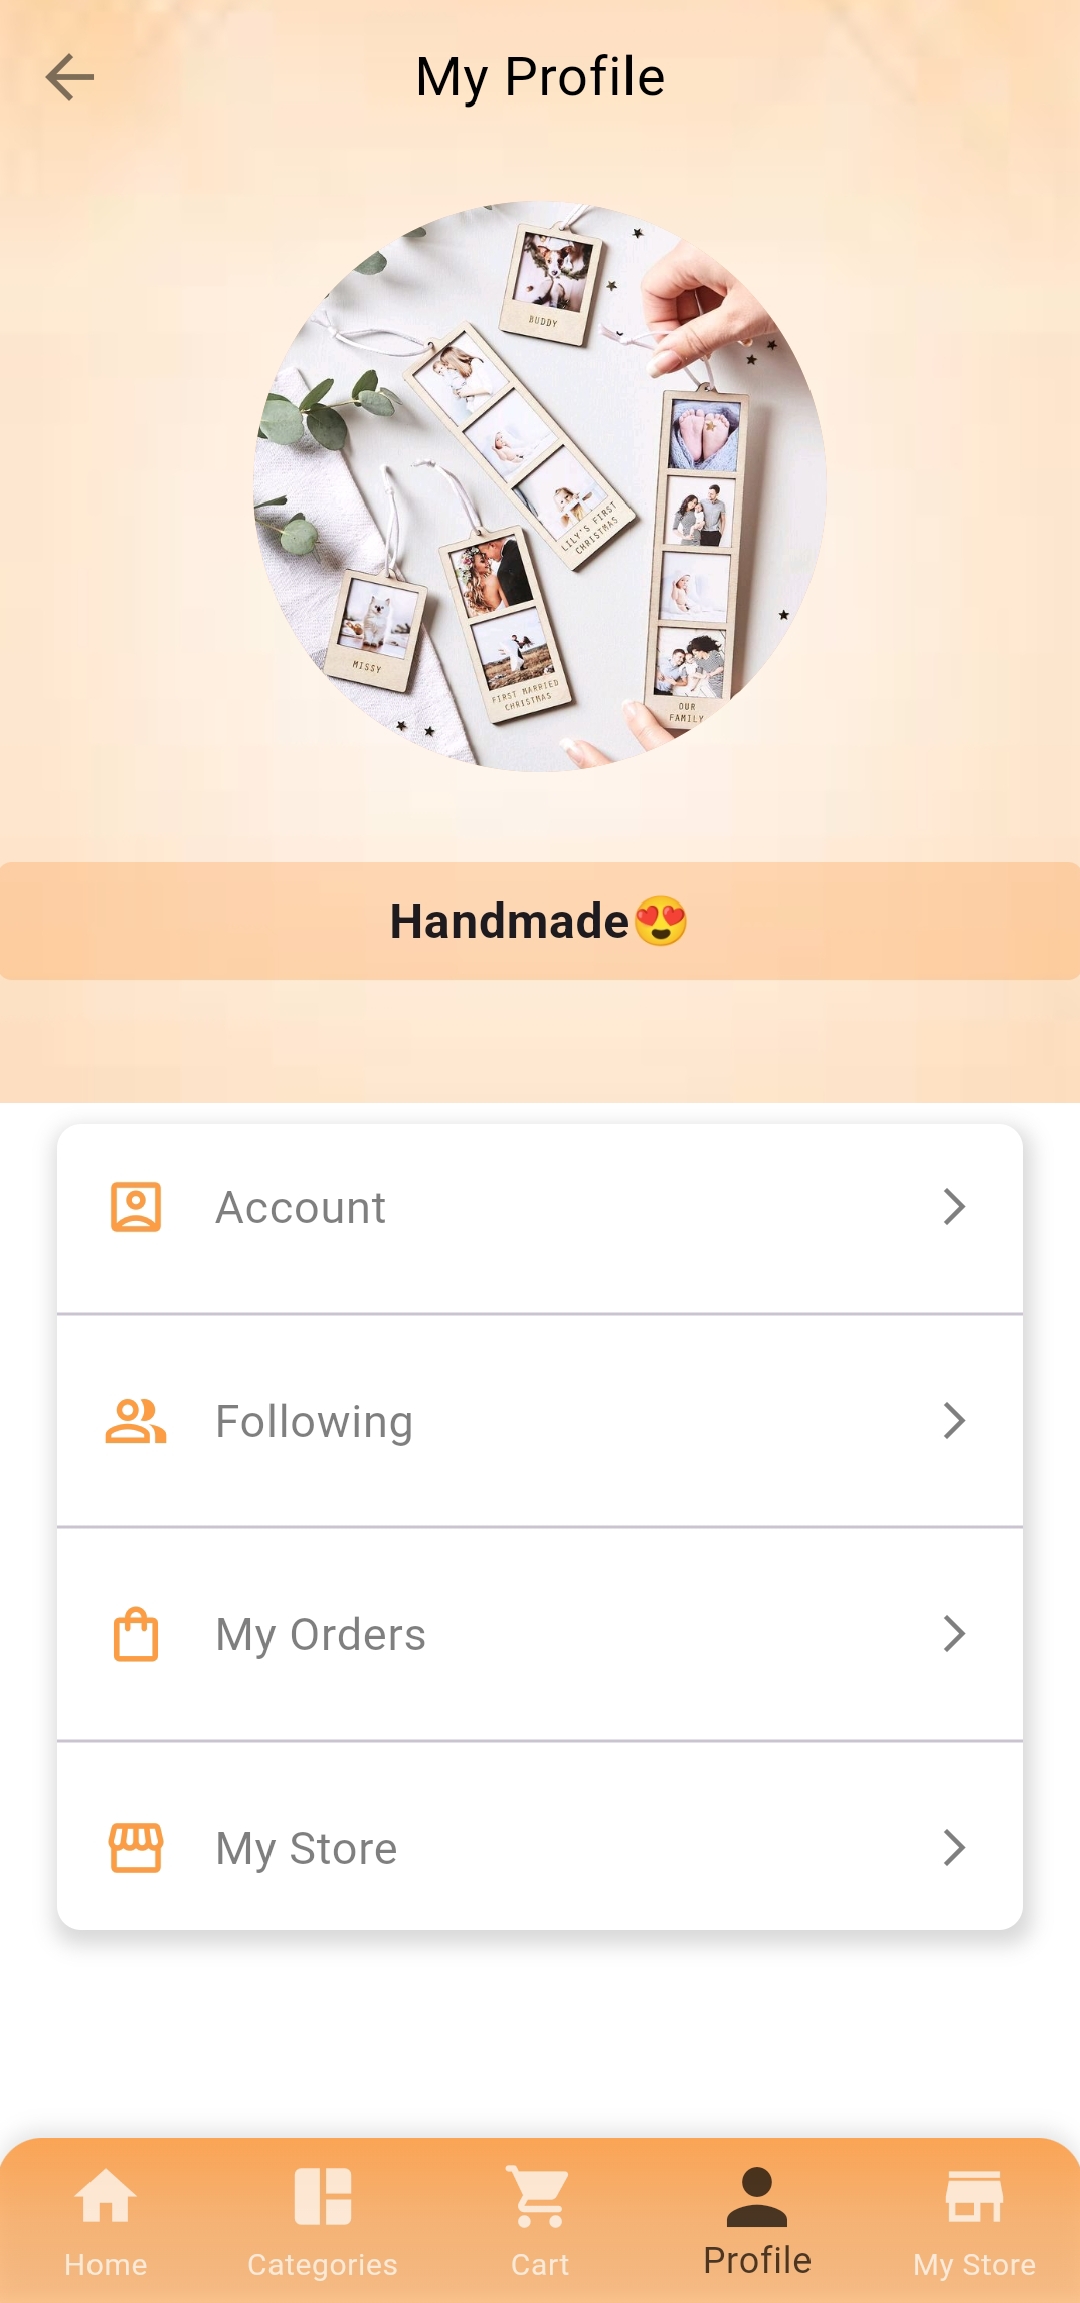 My Profile
BUDDY
LILY'S FIRST
CHRISTMAS
MISSY
FIRST MARRIED
CHRISTMAS
OUR
FAMILY
Handmade😍
Account
Following
My Orders
My Store
Home
Categories
Cart
Profile
My Store